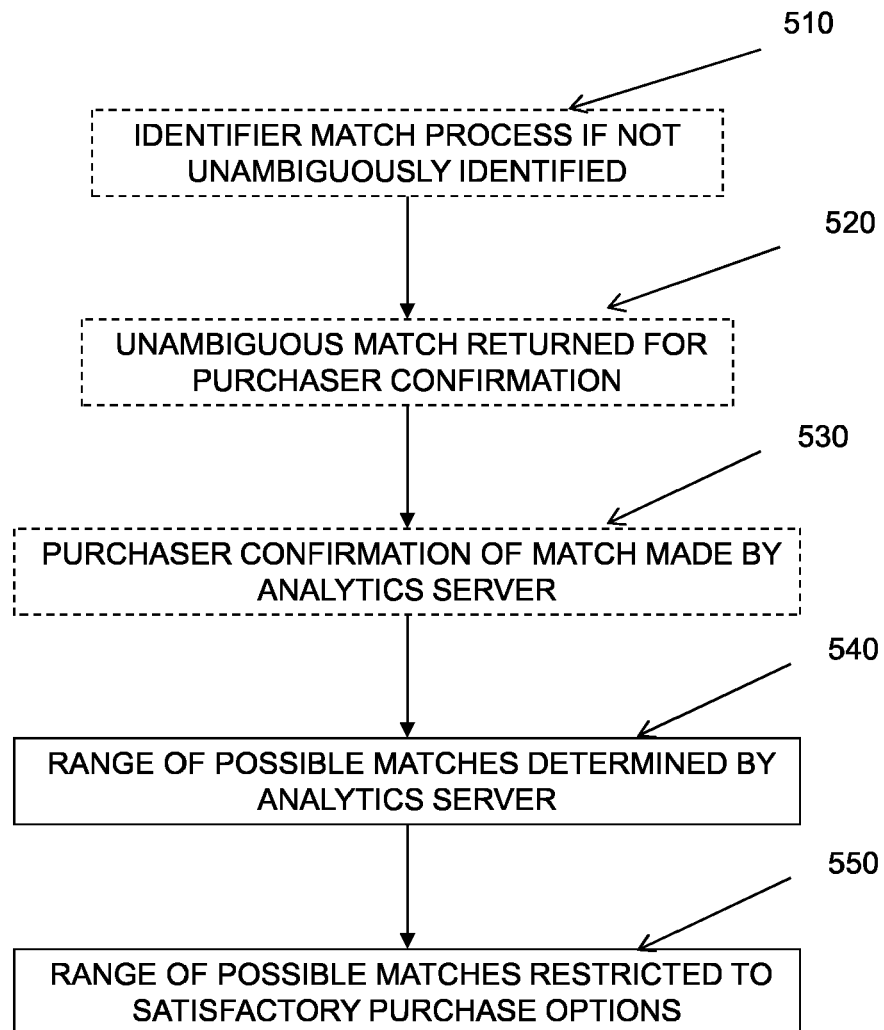 510
IDENTIFIER MATCH PROCESS IF NOT
UNAMBIGUOUSLY IDENTIFIED
520
UNAMBIGUOUS MATCH RETURNED FOR
PURCHASER CONFIRMATION
530
PURCHASER CONFIRMATION OF MATCH MADE BY
ANALYTICS SERVER
540
RANGE OF POSSIBLE MATCHES DETERMINED BY
ANALYTICS SERVER
550
RANGE OF POSSIBLE MATCHES RESTRICTED TO
SATISFACTORY PURCHASE OPTIONS